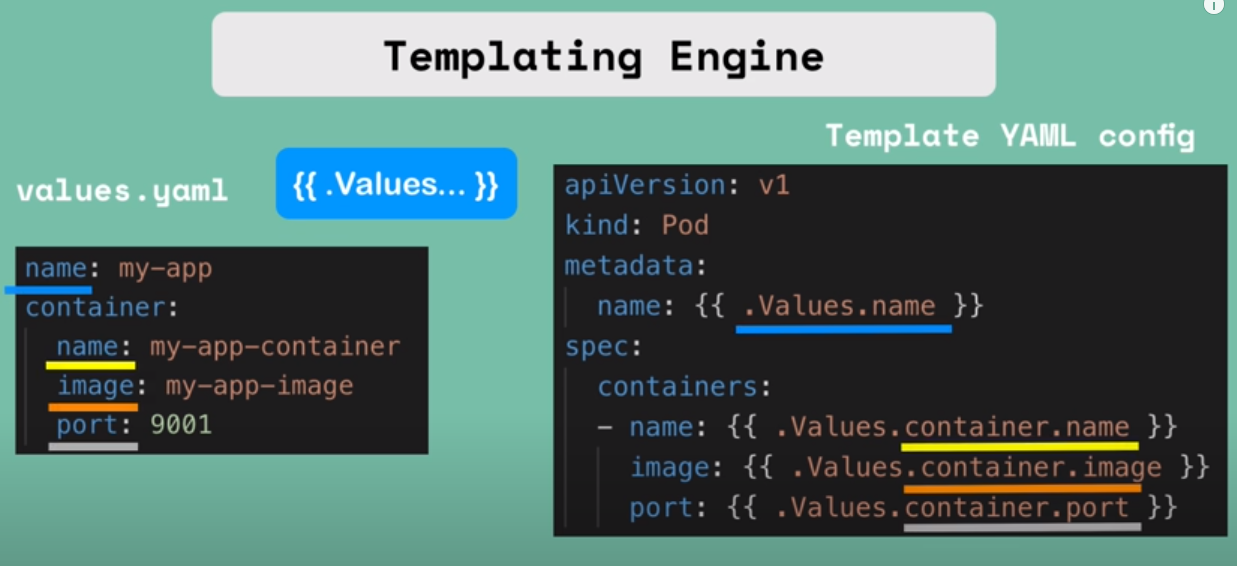 Templating Engine
values.yaml
{{ .Values... }}
name: my-app
container:
name: my-app-container
image: my-app-image
port: 9001
Template YAML config
apiVersion: v1
kind: Pod
metadata:
name: {{ .Values.name }}
spec:
containers:
- name: {{ .Values.container.name }}
image: {{ .Values.container.image }}
port: {{ .Values.container.port }}